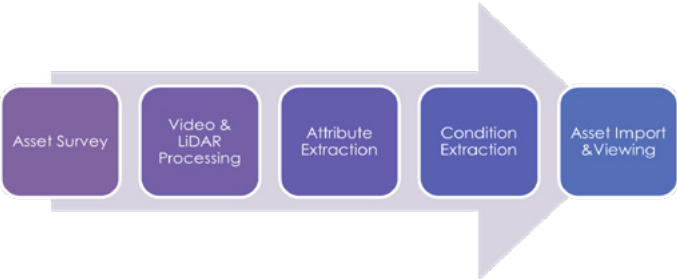 Asset Survey
Video &
LiDAR
Processing
Attribute
Extraction
Condition
Extraction
Asset Import
&Viewing